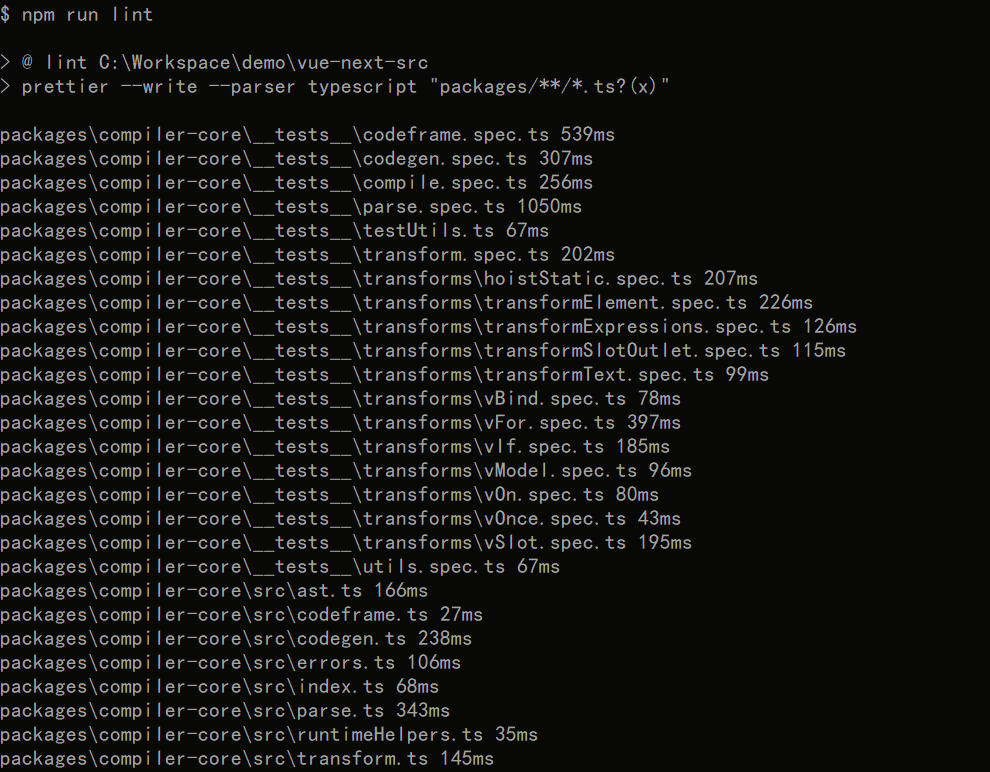 $ npm run lint
> @ lint C:\Workspace\demo\vue-next-src
> prettier --write --parser typescript "packages/**/*.ts?(x)"
packages\compiler-core\__tests__\codeframe.spec.ts 539ms
packages\compiler-core\__tests__\codegen.spec.ts 307ms
packages\compiler-core\__tests__\compile.spec.ts 256ms
packages\compiler-core\__tests__\parse.spec.ts 1050ms
packages\compiler-core\__tests__\testUtils.ts 67ms
packages\compiler-core\__tests__\transform.spec.ts 202ms
packages\compiler-core\__tests__\transforms\hoistStatic.spec.ts 207ms
packages\compiler-core\__tests__\transforms\transformElement.spec.ts 226ms
packages\compiler-core\__tests__\transforms\transformExpressions.spec.ts 126ms
packages\compiler-core\__tests__\transforms\transformSlotOutlet.spec.ts 115ms
packages\compiler-core\__tests__\transforms\transformText.spec.ts 99ms
packages\compiler-core\__tests__\transforms\vBind.spec.ts 78ms
packages\compiler-core\__tests__\transforms\vFor.spec.ts 397ms
packages\compiler-core\__tests__\transforms\vIf.spec.ts 185ms
packages\compiler-core\__tests__\transforms\vModel.spec.ts 96ms
packages\compiler-core\__tests__\transforms\vOn.spec.ts 80ms
packages\compiler-core\__tests__\transforms\vOnce.spec.ts 43ms
packages\compiler-core\__tests__\transforms\vSlot.spec.ts 195ms
packages\compiler-core\__tests__\utils.spec.ts 67ms
packages\compiler-core\src\ast.ts 166ms
packages\compiler-core\src\codeframe.ts 27ms
packages\compiler-core\src\codegen.ts 238ms
packages\compiler-core\src\errors.ts 106ms
packages\compiler-core\src\index.ts 68ms
packages\compiler-core\src\parse.ts 343ms
packages\compiler-core\src\runtimeHelpers.ts 35ms
packages\compiler-core\src\transform.ts 145ms